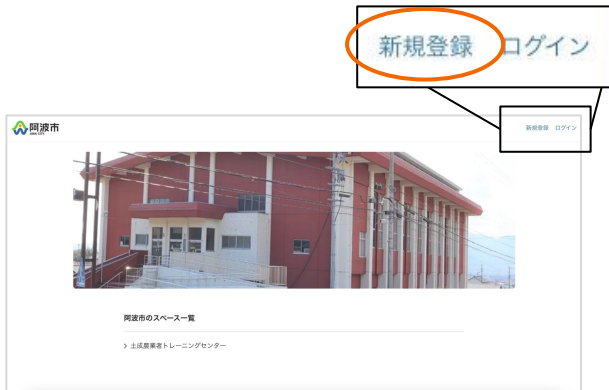 新規登録 ログイン
阿波市
AWA CITY
新規登録 ログイン
阿波市のスペース一覧
> 土成農業者トレーニングセンター